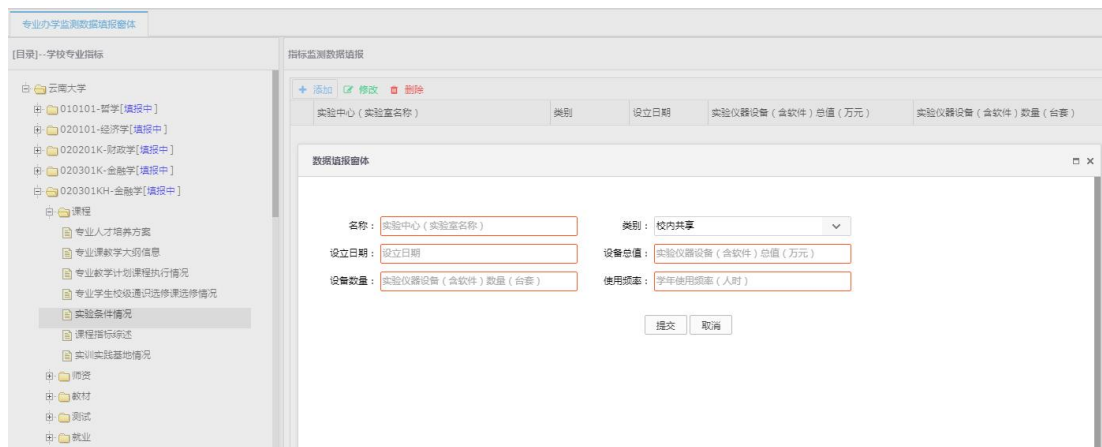 专业办学监测数据填报窗体
[目录]--学校专业指标
云南大学
010101-哲学[填报中]
020101-经济学[填报中]
020201K-财政学[填报中]
020301K-金融学[填报中]
020301KH-金融学[填报中]
课程
专业人才培养方案
专业课教学大纲信息
专业教学计划课程执行情况
专业学生校级通识选修课选修情况
实验条件情况
课程指标综述
实训实践基地情况
师资
教材
测试
就业
指标监测数据填报
添加 修改 删除
实验中心（实验室名称） 类别 设立日期 实验仪器设备（含软件）总值（万元） 实验仪器设备（含软件）数量（台套）
数据填报窗体
名称： 实验中心（实验室名称） 类别： 校内共享
设立日期： 设立日期 设备总值： 实验仪器设备（含软件）总值（万元）
设备数量： 实验仪器设备（含软件）数量（台套） 使用频率： 学年使用频率（人时）
提交 取消